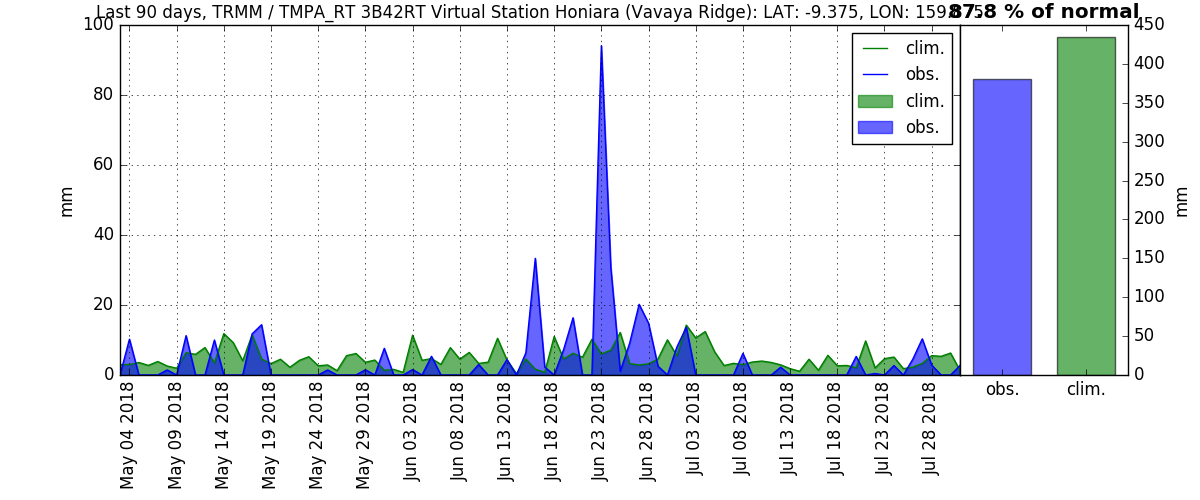 Last 90 days, TRMM / TMPA_RT 3B42RT Virtual Station Honiara (Vavaya Ridge): LAT: -9.375, LON:
87.8 % of normal
100
80
60
40
20
0
mm
clim.
obs.
clim.
obs.
450
400
350
300
250
200
150
100
50
0
mm
obs.
clim.
May 04 2018
May 09 2018
May 14 2018
May 19 2018
May 24 2018
May 29 2018
Jun 03 2018
Jun 08 2018
Jun 13 2018
Jun 18 2018
Jun 23 2018
Jun 28 2018
Jul 03 2018
Jul 08 2018
Jul 13 2018
Jul 18 2018
Jul 23 2018
Jul 28 2018